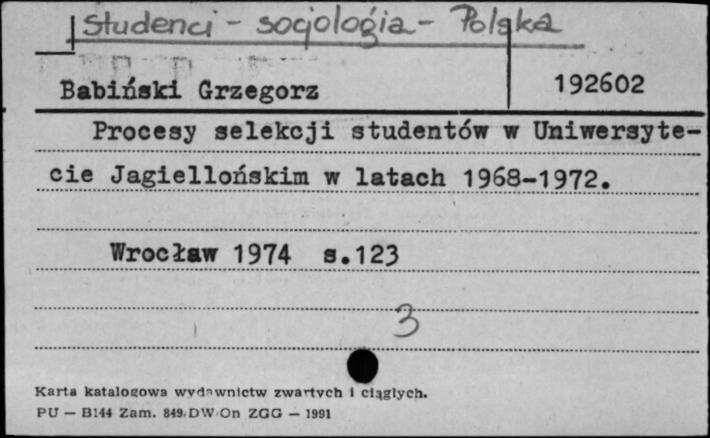 Studenci - socjologia - Polska
Babiński Grzegorz
192602
Procesy selekcji studentów w Uniwersyte-
cie Jagiellońskim w latach 1968-1972.
Wrocław 1974 s.123
3
Karta katalogowa wydawnictw zwartych i ciągłych.
PU — B144 Zam. 849/DW/On ZGG — 1991